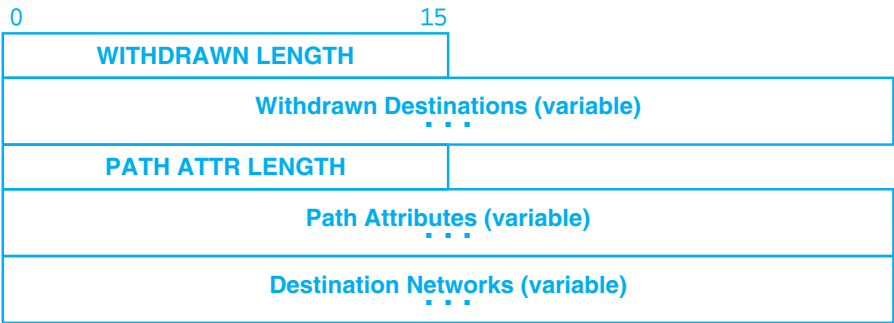 0 15
WITHDRAWN LENGTH
Withdrawn Destinations (variable)
. . .
PATH ATTR LENGTH
Path Attributes (variable)
. . .
Destination Networks (variable)
. . .